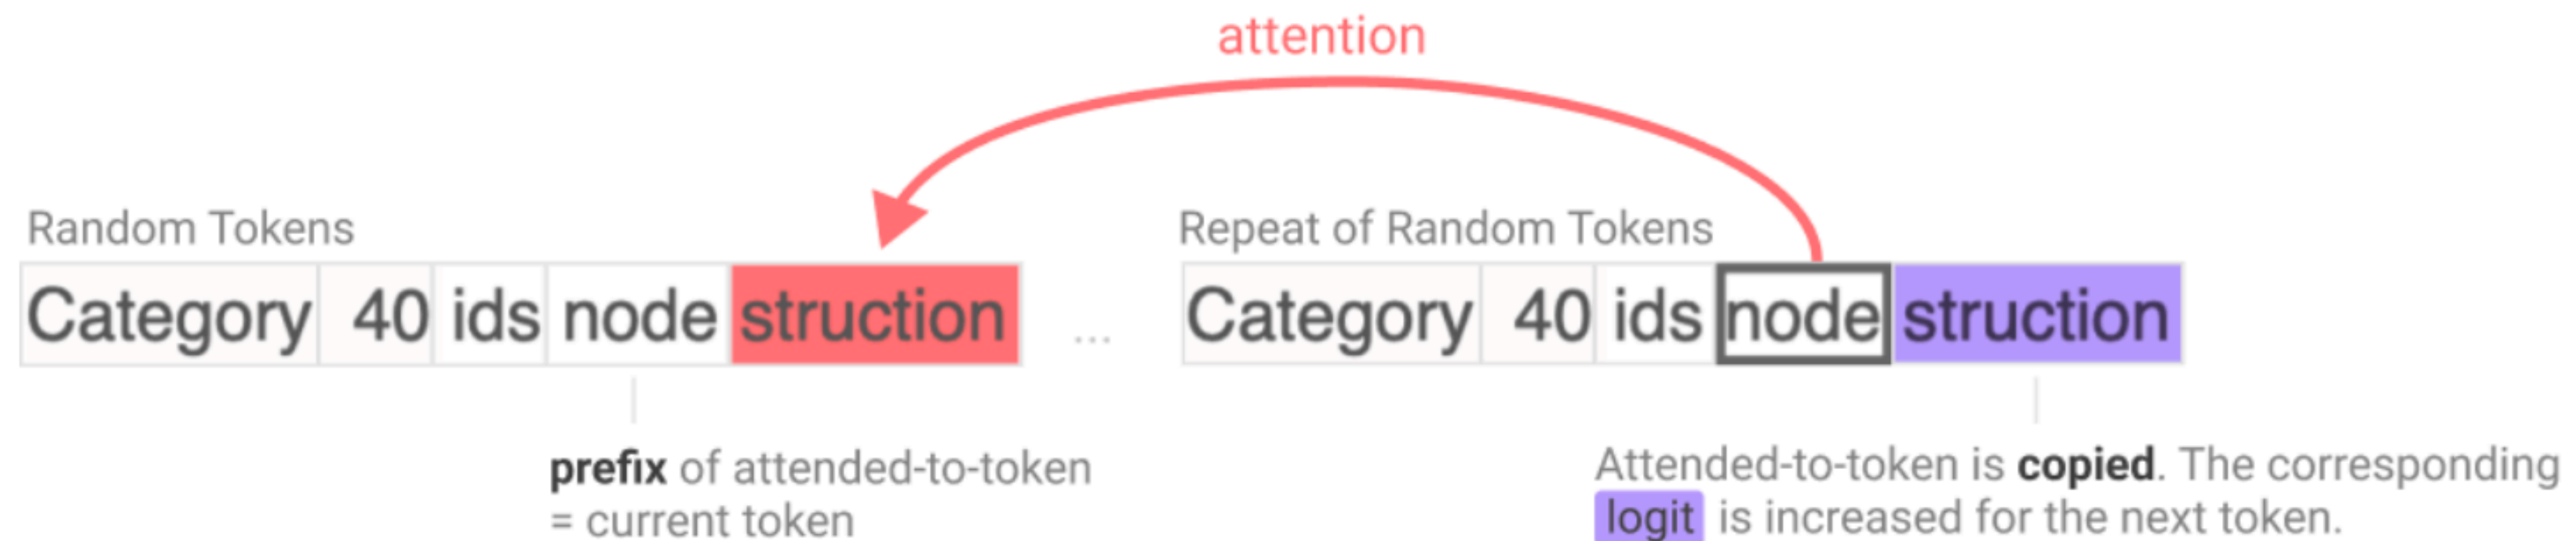 attention
Random Tokens
Repeat of Random Tokens
Category 40 ids node struction ... Category 40 ids node struction
prefix of attended-to-token
= current token
Attended-to-token is copied. The corresponding
logit is increased for the next token.